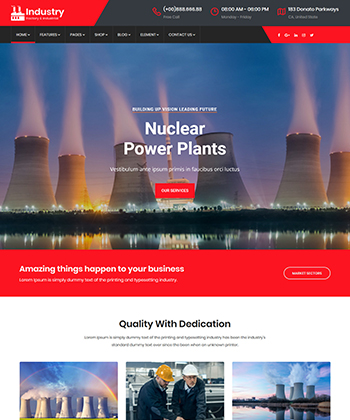 Industry
Factory & Industrial
(+00)888.666.88
Free Call
08:00 AM - 06:00 PM
Monday - Friday
183 Donato Parkways
CA, United State
HOME FEATURES PAGES SHOP BLOG ELEMENT CONTACT US
BUILDING UP VISION LEADING FUTURE
Nuclear
Power Plants
Vestibulum ante ipsum primis in faucibus orci luctus
OUR SERVICES
Amazing things happen to your business
Lorem Ipsum is simply dummy text of the printing and typesetting industry.
MARKET SECTORS
Quality With Dedication
Lorem Ipsum is simply dummy text of the printing and typesetting industry. Lorem Ipsum has been the industry's
standard dummy text ever since the been when an unknown printer.